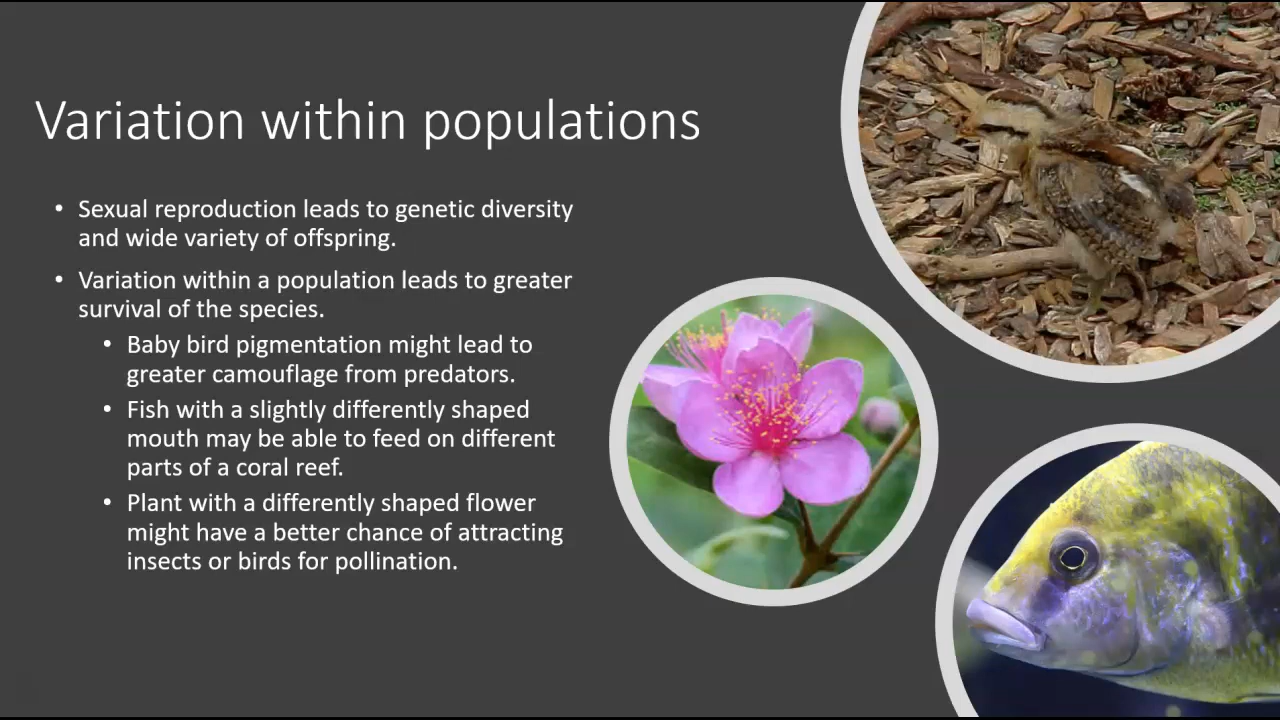 Variation within populations
• Sexual reproduction leads to genetic diversity
and wide variety of offspring.
• Variation within a population leads to greater
survival of the species.
• Baby bird pigmentation might lead to
greater camouflage from predators.
• Fish with a slightly differently shaped
mouth may be able to feed on different
parts of a coral reef.
• Plant with a differently shaped flower
might have a better chance of attracting
insects or birds for pollination.